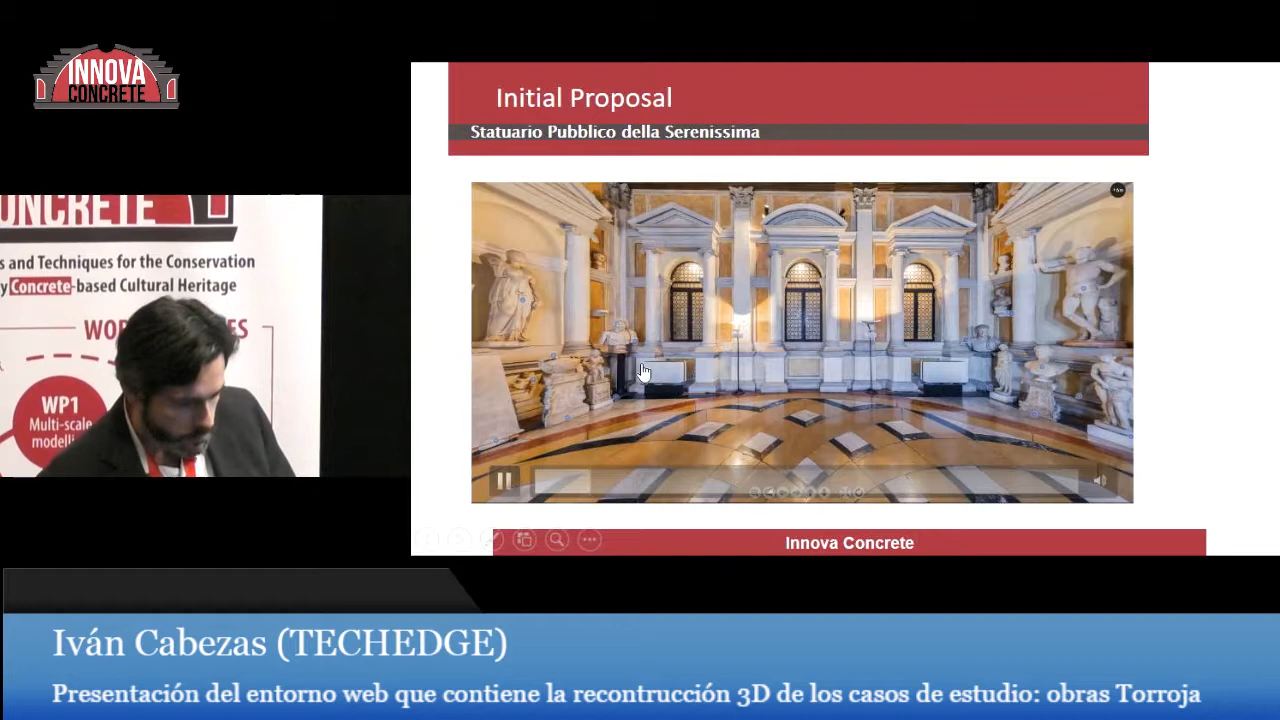 INNOVA
CONCRETE
Initial Proposal
Statuario Pubblico della Serenissima
ONCRETE
s and Techniques for the Conservation
y Concrete-based Cultural Heritage
WO
ES
WP1
Multi-scale
modelli
Innova Concrete
Iván Cabezas (TECHEDGE)
Presentación del entorno web que contiene la recontrucción 3D de los casos de estudio: obras Torroja